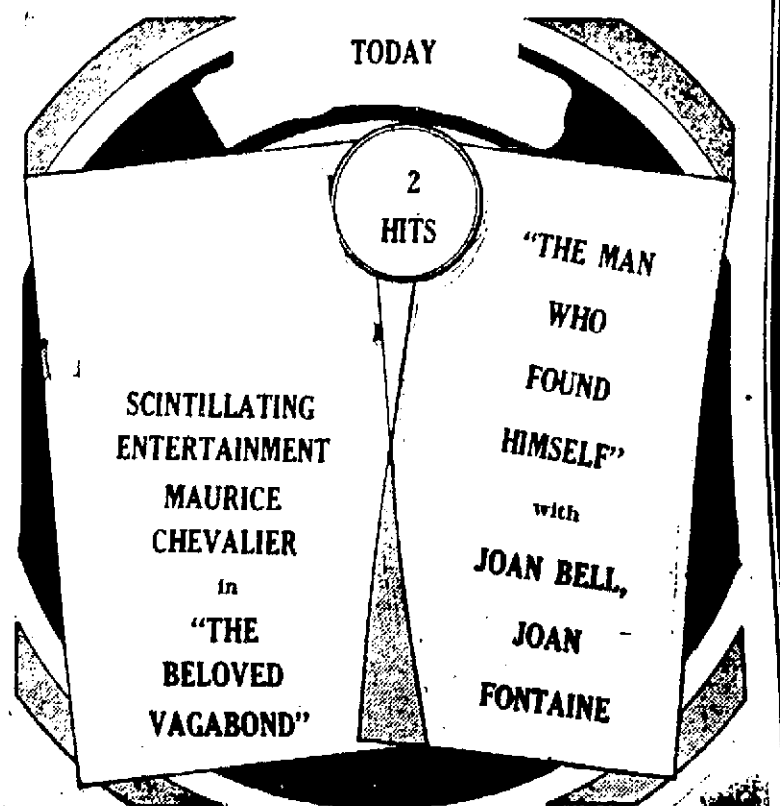 TODAY
2
HITS
SCINTILLATING
ENTERTAINMENT
MAURICE
CHEVALIER
in
"THE
BELOVED
VAGABOND"
"THE MAN
WHO
FOUND
HIMSELF"
with
JOAN BELL,
JOAN
FONTAINE